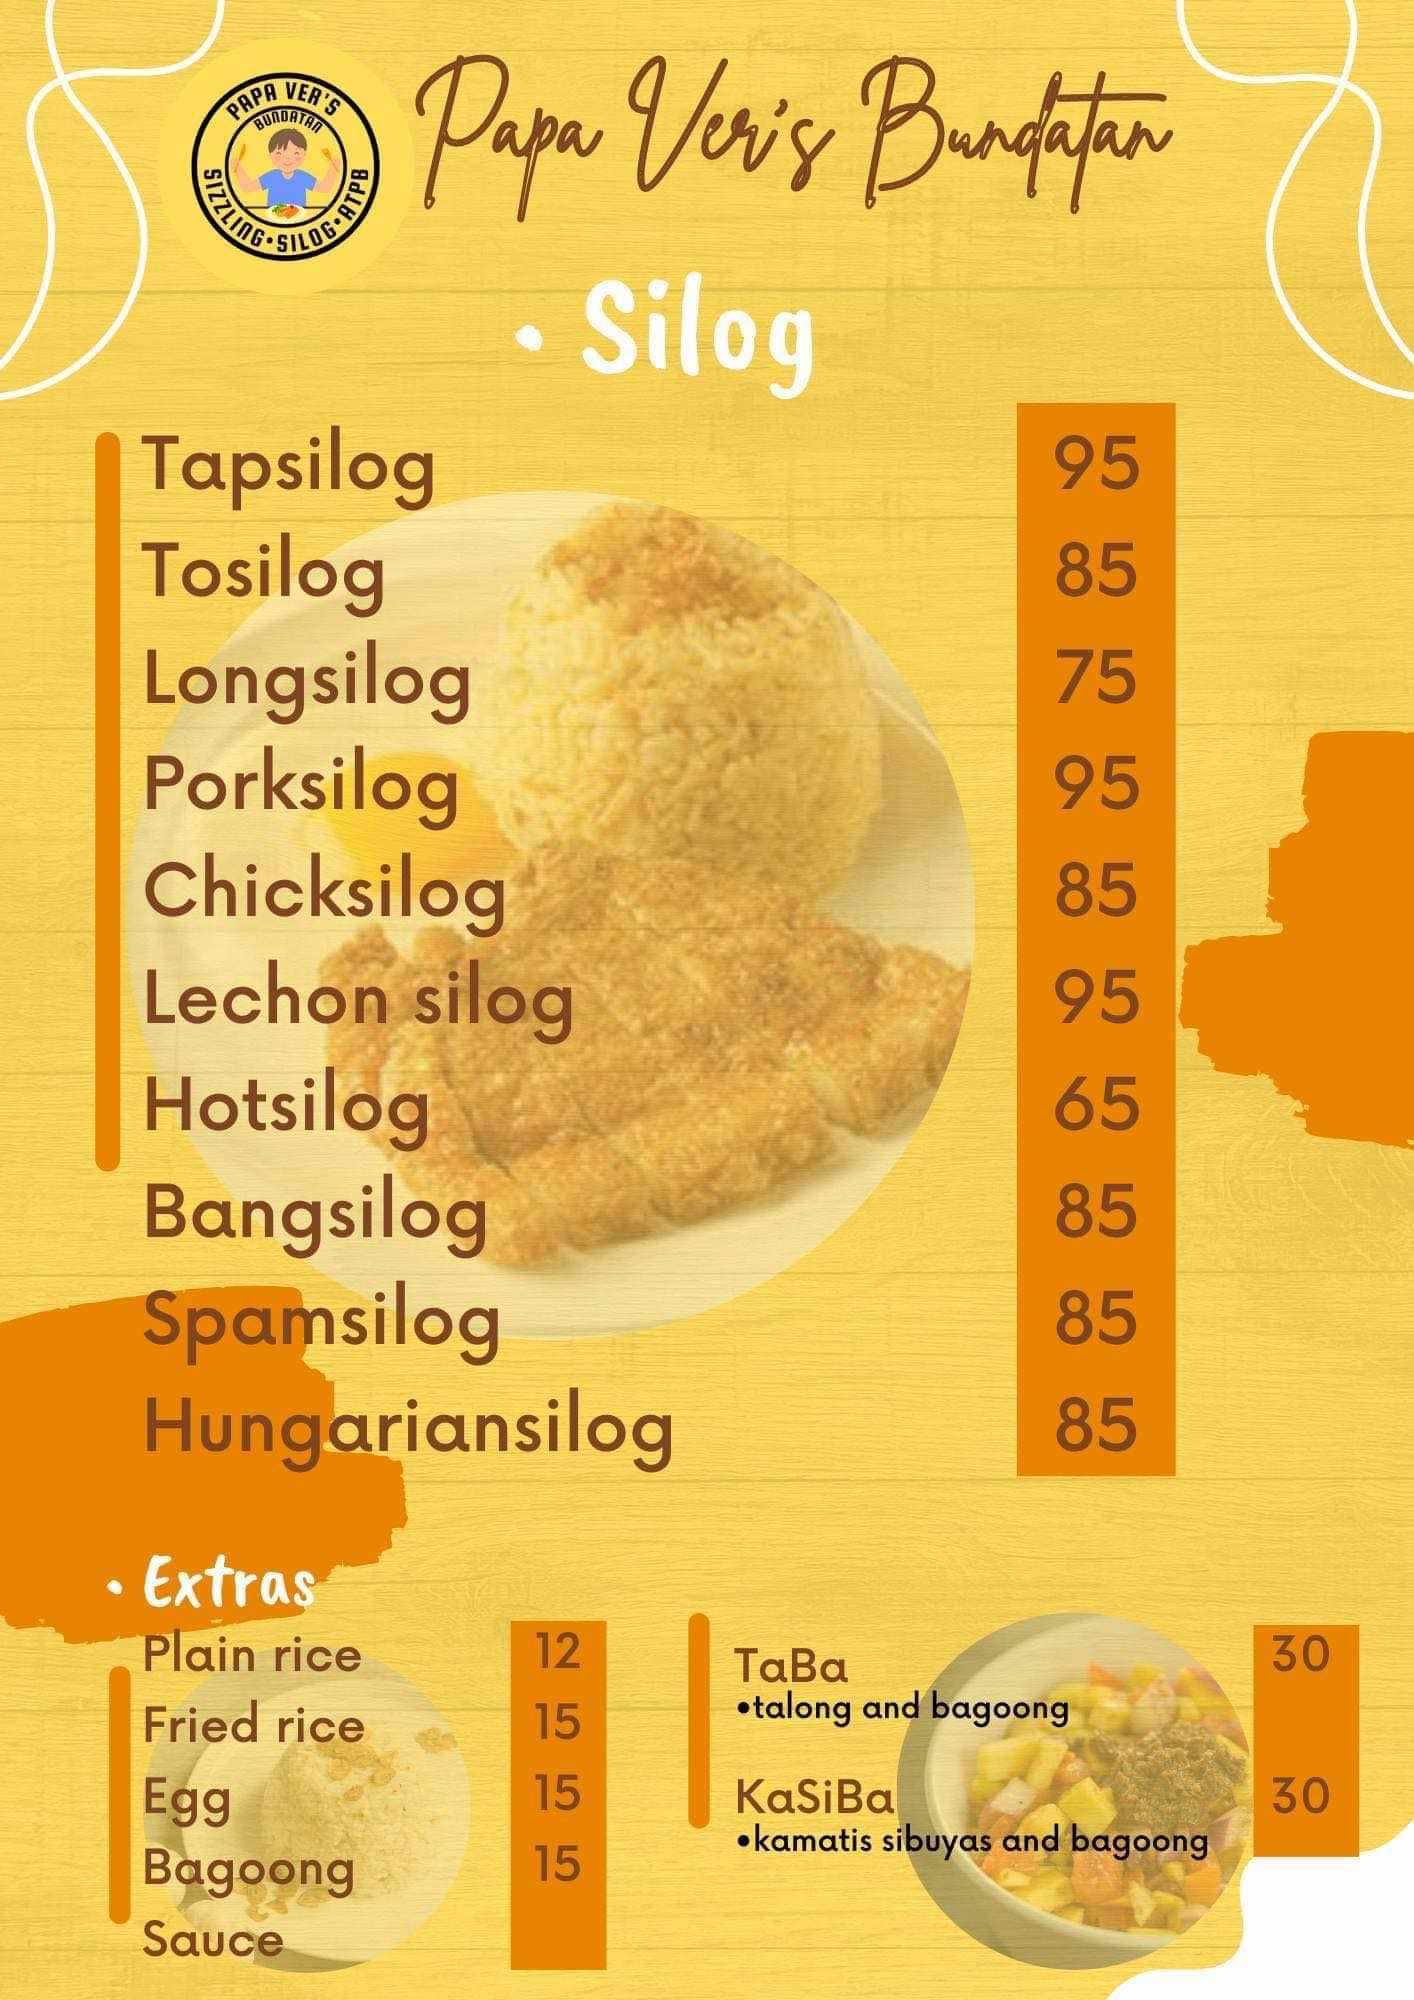 PAPA VER'S
BUNDATAN
SIZZLING • SILOG • ATPB
Papa Ver's Bundatan
• Silog
Tapsilog 95
Tosilog 85
Longsilog 75
Porksilog 95
Chicksilog 85
Lechon silog 95
Hotsilog 65
Bangsilog 85
Spamsilog 85
Hungariansilog 85
• Extras
Plain rice 12
Fried rice 15
Egg 15
Bagoong 15
Sauce
TaBa 30
•talong and bagoong
KaSiBa 30
•kamatis sibuyas and bagoong